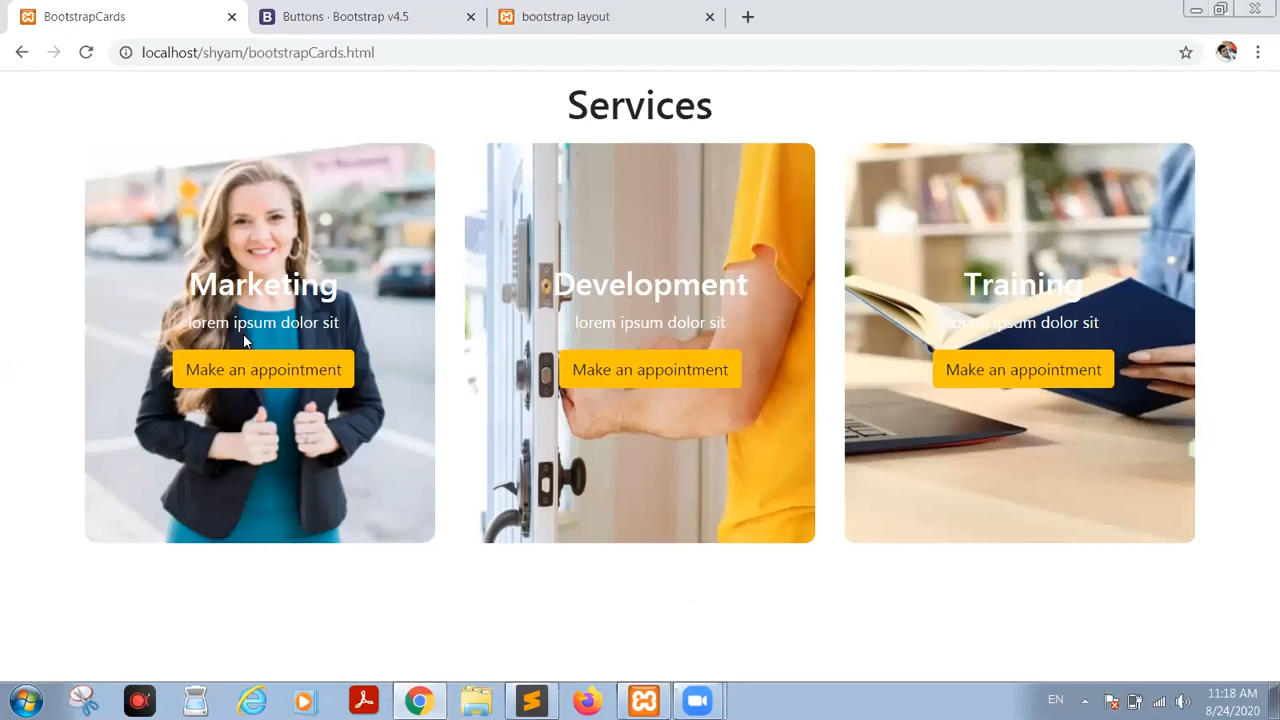 BootstrapCards
Buttons · Bootstrap v4.5
bootstrap layout
localhost/shyam/bootstrapCards.html
Services
Marketing
lorem ipsum dolor sit
Make an appointment
Development
lorem ipsum dolor sit
Make an appointment
Training
lorem ipsum dolor sit
Make an appointment
EN
11:18 AM
8/24/2020